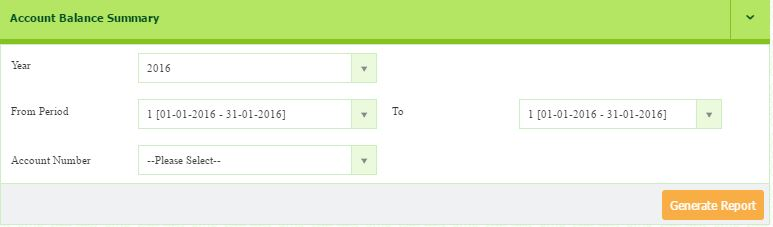 Account Balance Summary
Year 2016
From Period 1 [01-01-2016 - 31-01-2016] To 1 [01-01-2016 - 31-01-2016]
Account Number --Please Select--
Generate Report